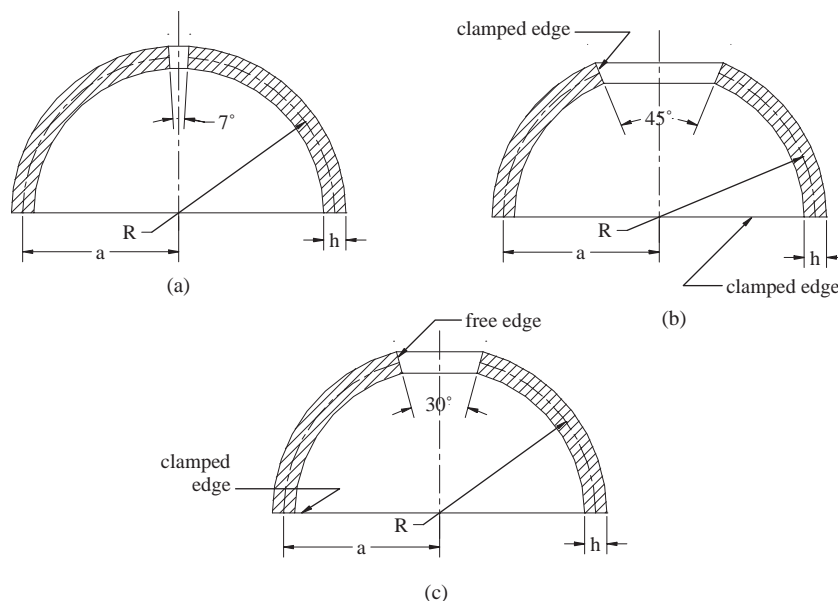 7°
R
a
h
(a)
clamped edge
45°
R
a
h
clamped edge
(b)
free edge
30°
clamped
edge
R
a
h
(c)